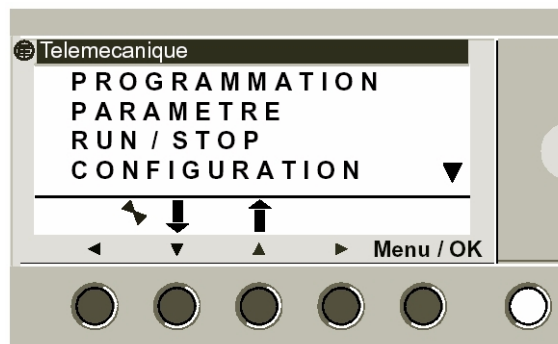 Telemecanique
PROGRAMMATION
PARAMETRE
RUN / STOP
CONFIGURATION
Menu / OK